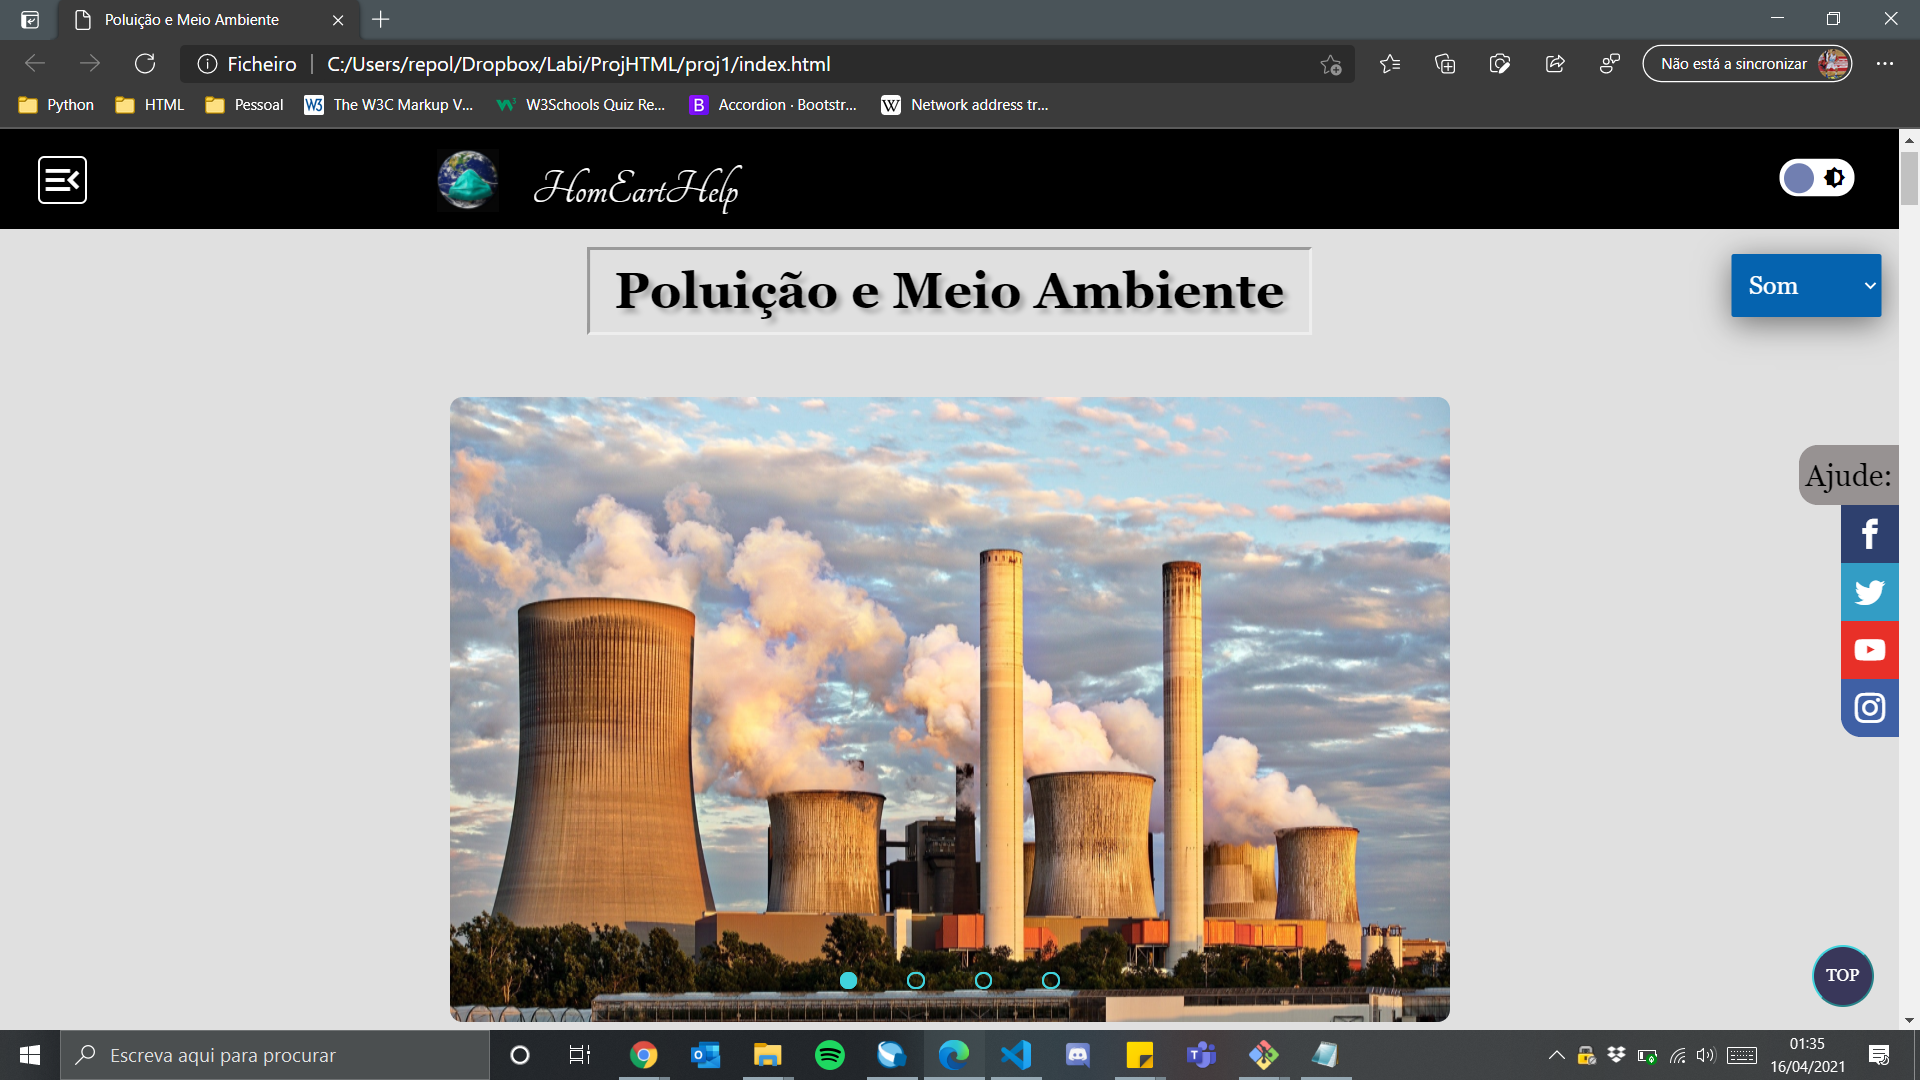 Poluição e Meio Ambiente
Ficheiro
C:/Users/repol/Dropbox/Labi/ProjHTML/proj1/index.html
Não está a sincronizar
Python
HTML
Pessoal
W3
The W3C Markup V...
W3Schools Quiz Re...
B
Accordion · Bootstr...
W
Network address tr...
HomEartHelp
Poluição e Meio Ambiente
Som
Ajude:
TOP
Escreva aqui para procurar
01:35
16/04/2021